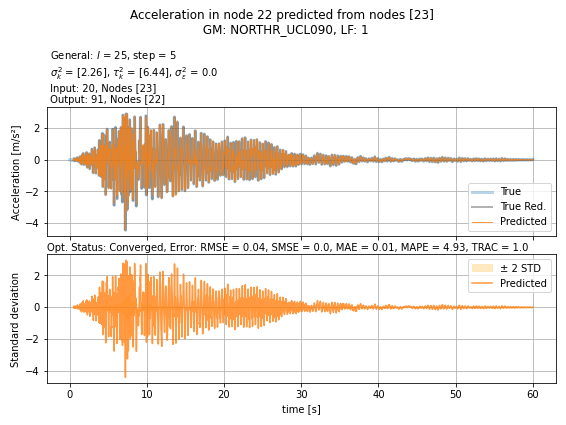 Acceleration in node 22 predicted from nodes [23]
GM: NORTHR_UCL090, LF: 1
General: l = 25, step = 5
σ²ₖ = [2.26], τ²ₖ = [6.44], σ²ε = 0.0
Input: 20, Nodes [23]
Output: 91, Nodes [22]
Acceleration [m/s²]
2
0
−2
−4
True
True Red.
Predicted
Opt. Status: Converged, Error: RMSE = 0.04, SMSE = 0.0, MAE = 0.01, MAPE = 4.93, TRAC = 1.0
Standard deviation
2
0
−2
−4
± 2 STD
Predicted
0 10 20 30 40 50 60
time [s]